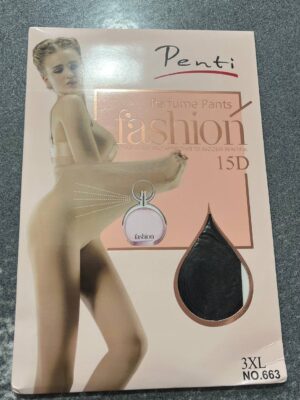 Penti
Perfume Pants
fashion
15D
fashion
3XL
NO.663